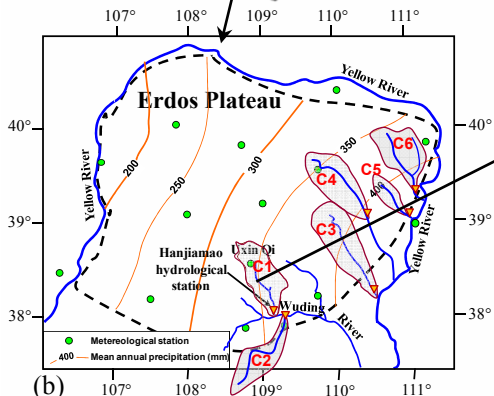 107° 108° 109° 110° 111°
Yellow River
Erdos Plateau
40° 40°
350
C6
200
250
300
C5
C4
400
39° 39°
Yellow River
Yellow River
C3
Uxin Qi
Hanjiamao
hydrological
station
C1
Wuding
River
38° 38°
Metereological station
400 Mean annual precipitation (mm)
C2
(b)
107° 108° 109° 110° 111°